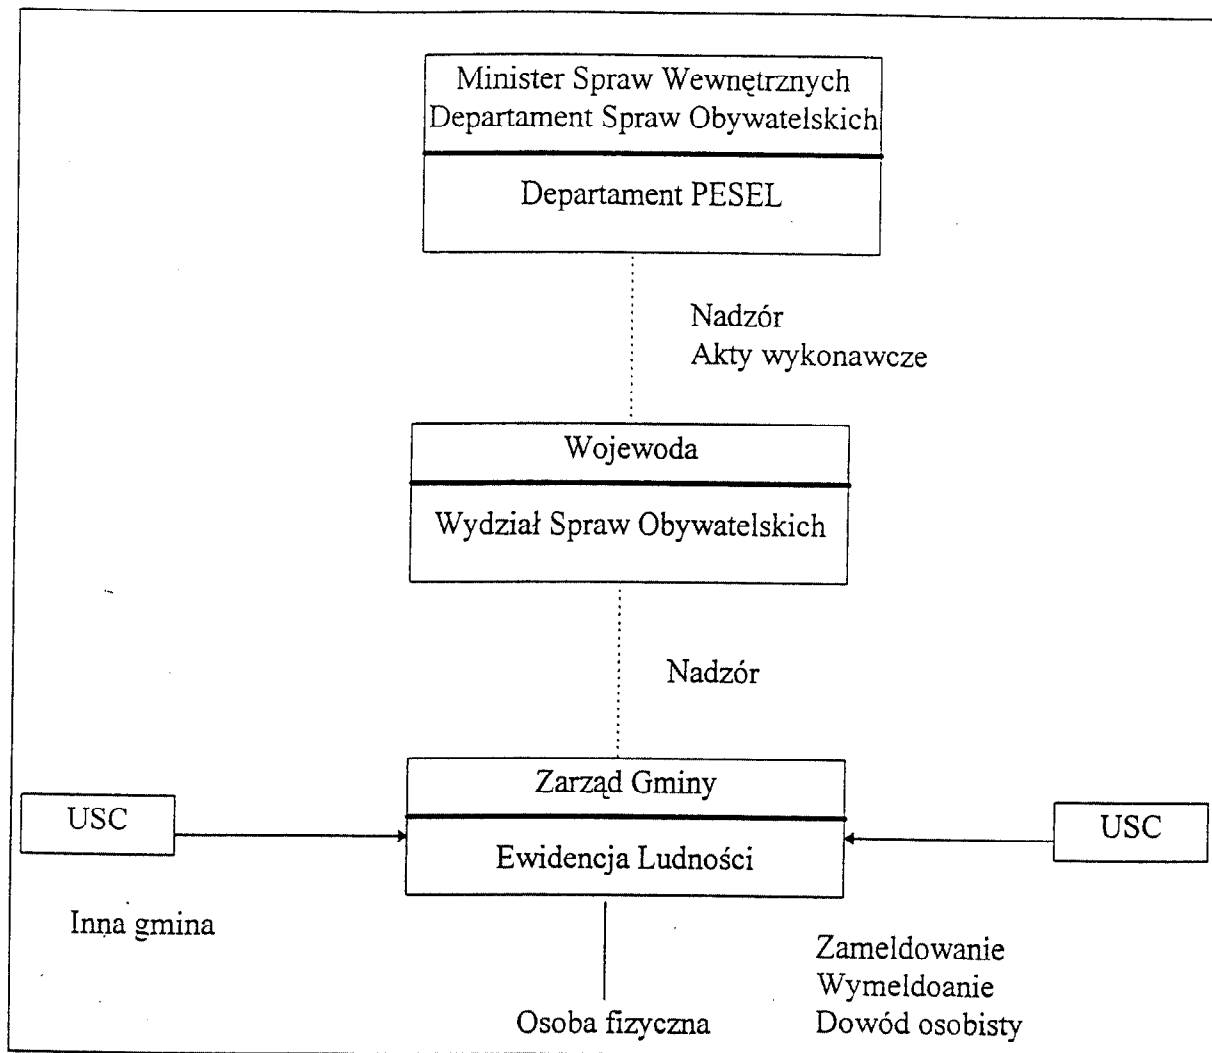 Minister Spraw Wewnętrznych
Departament Spraw Obywatelskich
Departament PESEL
Nadzór
Akty wykonawcze
Wojewoda
Wydział Spraw Obywatelskich
Nadzór
Zarząd Gminy
USC
USC
Ewidencja Ludności
Inna gmina
Zameldowanie
Wymeldoanie
Osoba fizyczna
Dowód osobisty